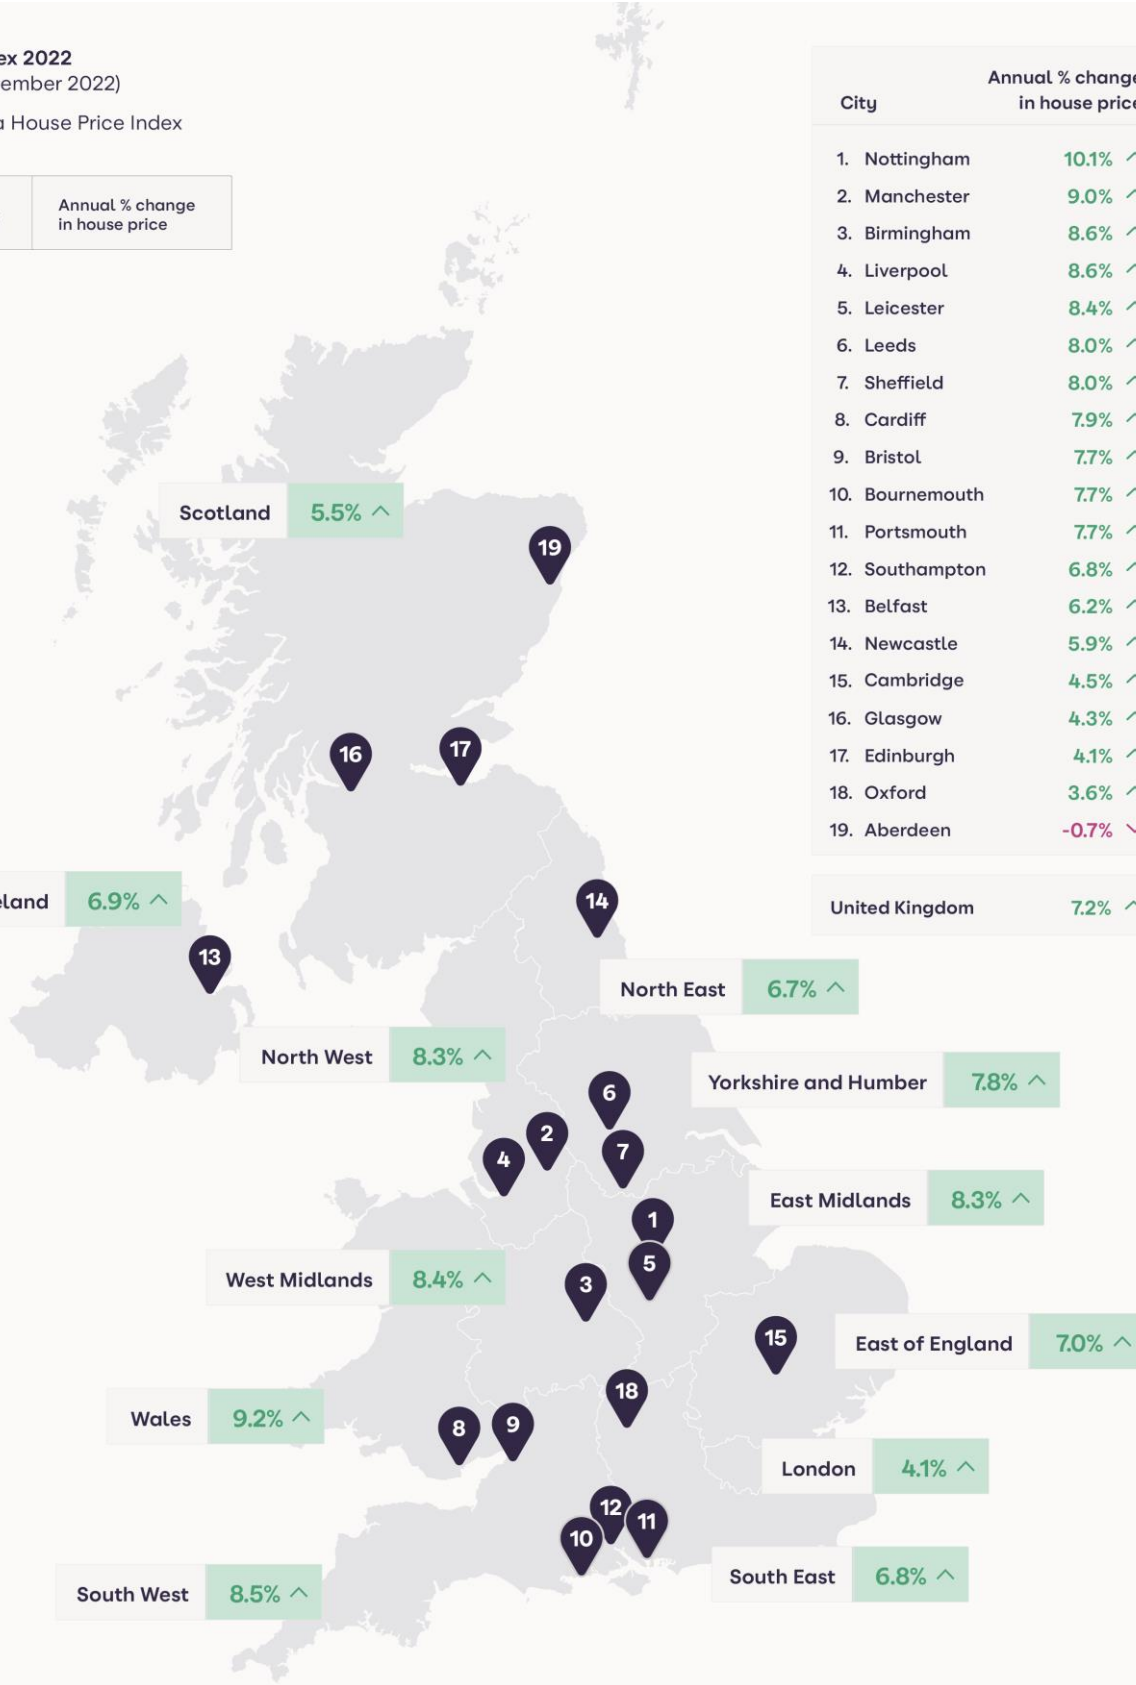 ex 2022
ember 2022)
a House Price Index
Annual % change
in house price
City
Annual % change
in house price
1. Nottingham 10.1%
2. Manchester 9.0%
3. Birmingham 8.6%
4. Liverpool 8.6%
5. Leicester 8.4%
6. Leeds 8.0%
7. Sheffield 8.0%
8. Cardiff 7.9%
9. Bristol 7.7%
10. Bournemouth 7.7%
11. Portsmouth 7.7%
12. Southampton 6.8%
13. Belfast 6.2%
14. Newcastle 5.9%
15. Cambridge 4.5%
16. Glasgow 4.3%
17. Edinburgh 4.1%
18. Oxford 3.6%
19. Aberdeen -0.7%
United Kingdom 7.2%
Scotland 5.5%
19
16
17
eland 6.9%
14
13
North East 6.7%
North West 8.3%
Yorkshire and Humber 7.8%
6
2
7
4
East Midlands 8.3%
1
5
West Midlands 8.4%
3
15
East of England 7.0%
18
Wales 9.2%
8
9
London 4.1%
12
11
10
South East 6.8%
South West 8.5%